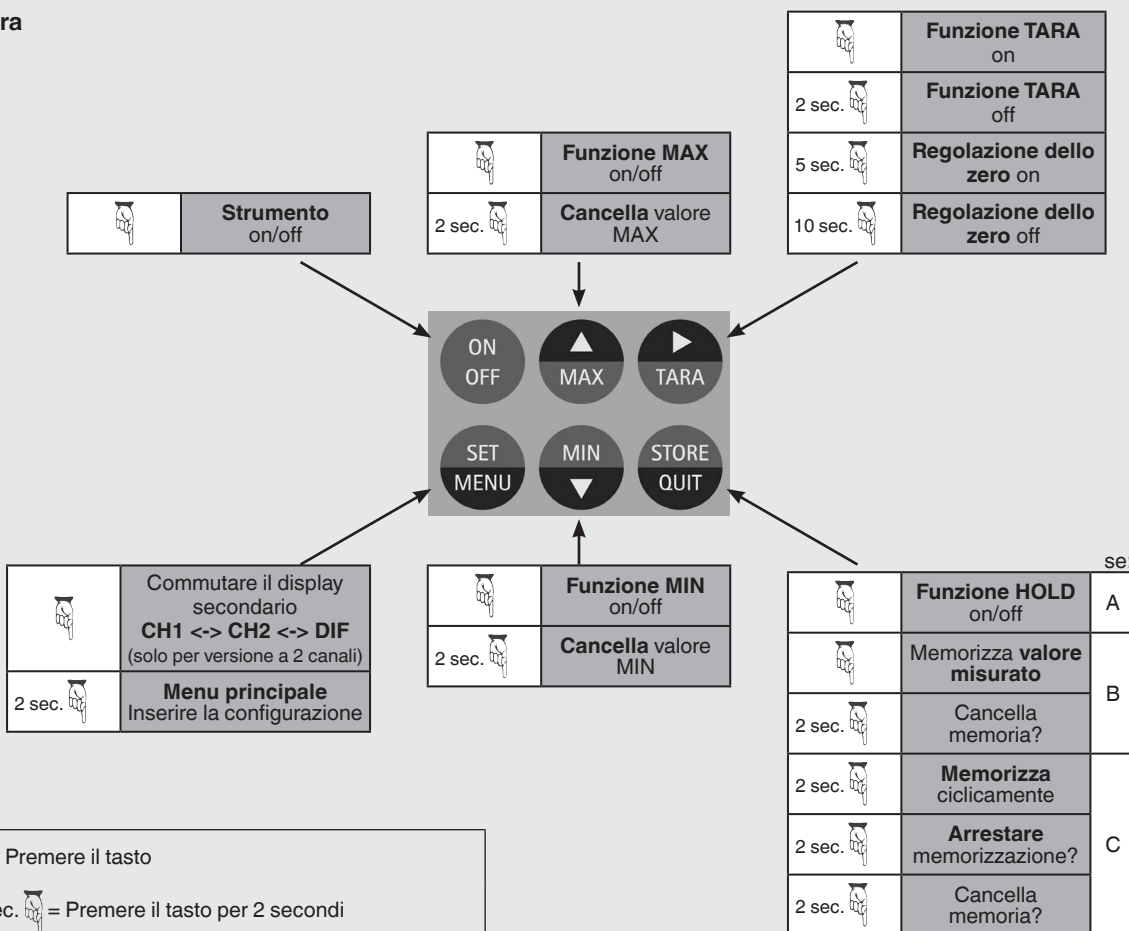 Funzione TARA
on
2 sec.
Funzione TARA
off
5 sec.
Regolazione dello
zero on
10 sec.
Regolazione dello
zero off
Funzione MAX
on/off
2 sec.
Cancella valore
MAX
Strumento
on/off
ON
OFF
MAX
TARA
SET
MENU
MIN
STORE
QUIT
Commutare il display
secondario
CH1 <-> CH2 <-> DIF
(solo per versione a 2 canali)
2 sec.
Menu principale
Inserire la configurazione
Funzione MIN
on/off
2 sec.
Cancella valore
MIN
Funzione HOLD
on/off
A
Memorizza valore
misurato
B
2 sec.
Cancella
memoria?
2 sec.
Memorizza
ciclicamente
2 sec.
Arrestare
memorizzazione?
C
2 sec.
Cancella
memoria?
Premere il tasto
= Premere il tasto per 2 secondi